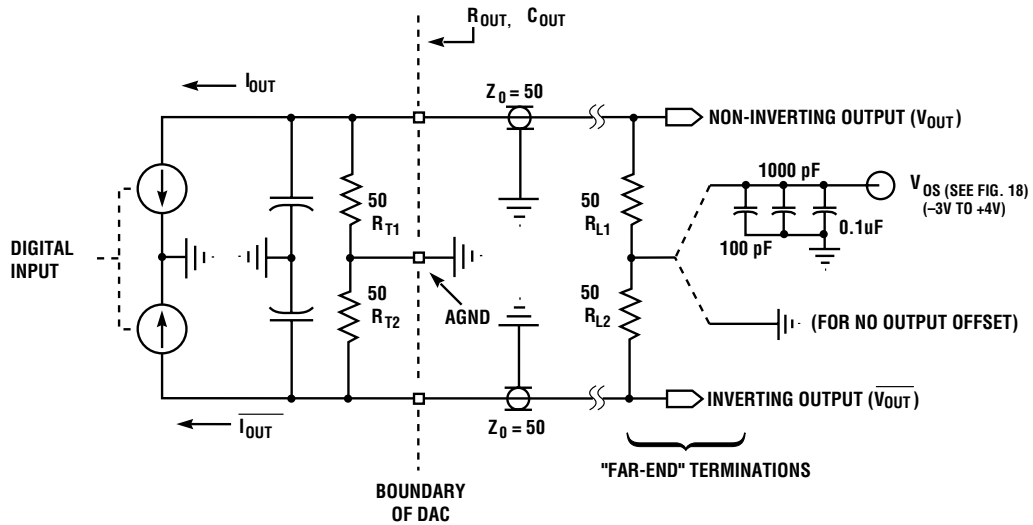 R_OUT, C_OUT
I_OUT
Z_0 = 50
NON-INVERTING OUTPUT (V_OUT)
1000 pF
V_OS (SEE FIG. 18)
(–3V TO +4V)
50
R_T1
50
R_L1
0.1uF
100 pF
DIGITAL
INPUT
50
R_T2
AGND
50
R_L2
(FOR NO OUTPUT OFFSET)
I̅_O̅U̅T̅
Z_0 = 50
INVERTING OUTPUT (V̅_O̅U̅T̅)
"FAR-END" TERMINATIONS
BOUNDARY
OF DAC